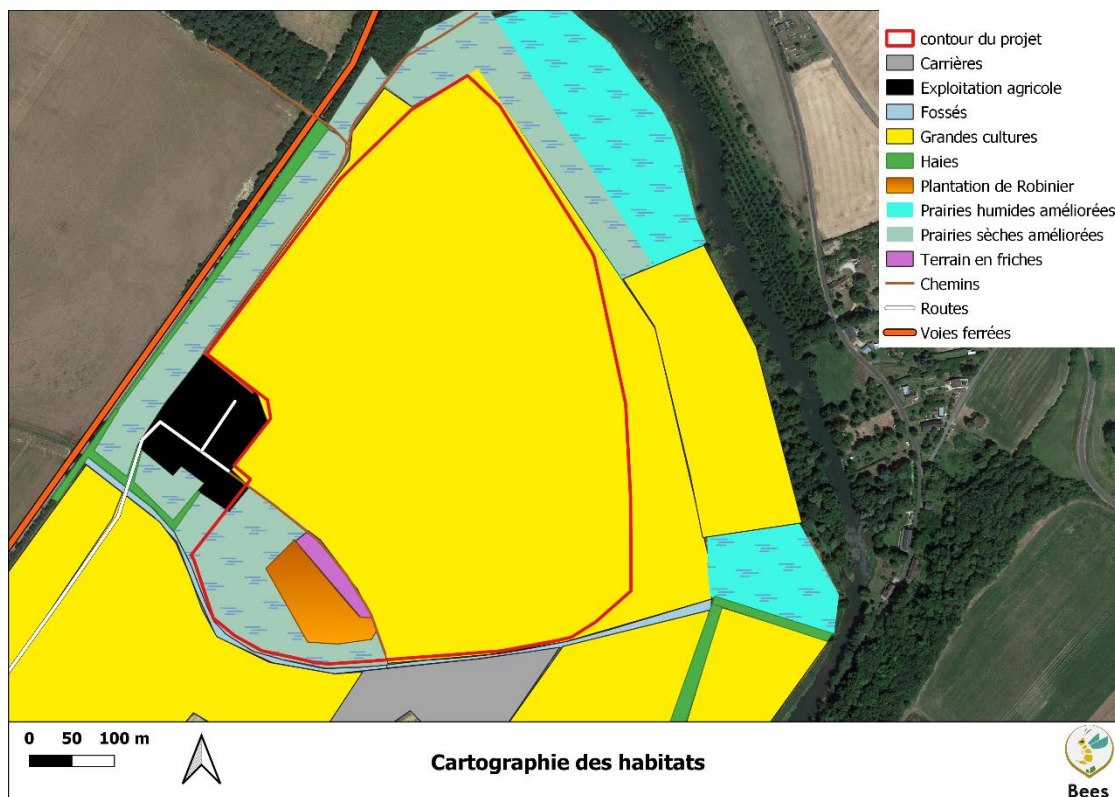 contour du projet
Carrières
Exploitation agricole
Fossés
Grandes cultures
Haies
Plantation de Robinier
Prairies humides améliorées
Prairies sèches améliorées
Terrain en friches
Chemins
Routes
Voies ferrées
0 50 100 m
Cartographie des habitats
Bees